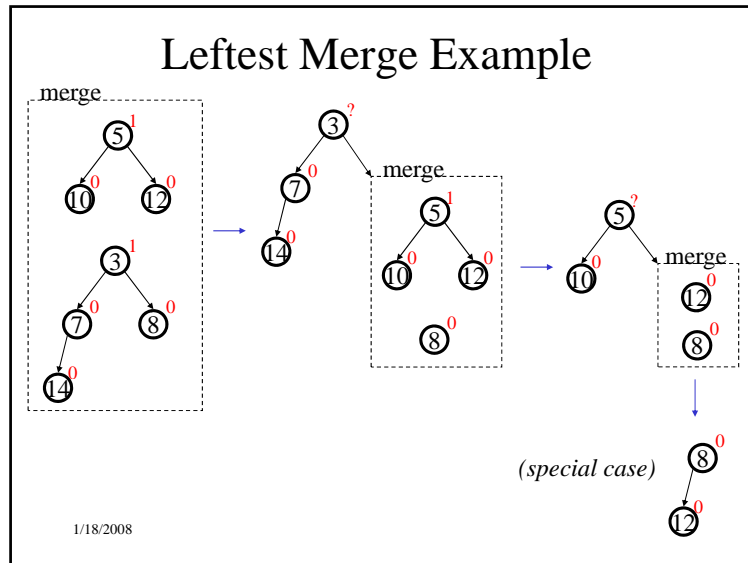 Leftest Merge Example
merge
5 1
10 0 12 0
3 1
7 0 8 0
14 0
3 ?
7 0
14 0
merge
5 1
10 0 12 0
8 0
5 ?
10 0
merge
12 0
8 0
(special case)
8 0
12 0
1/18/2008